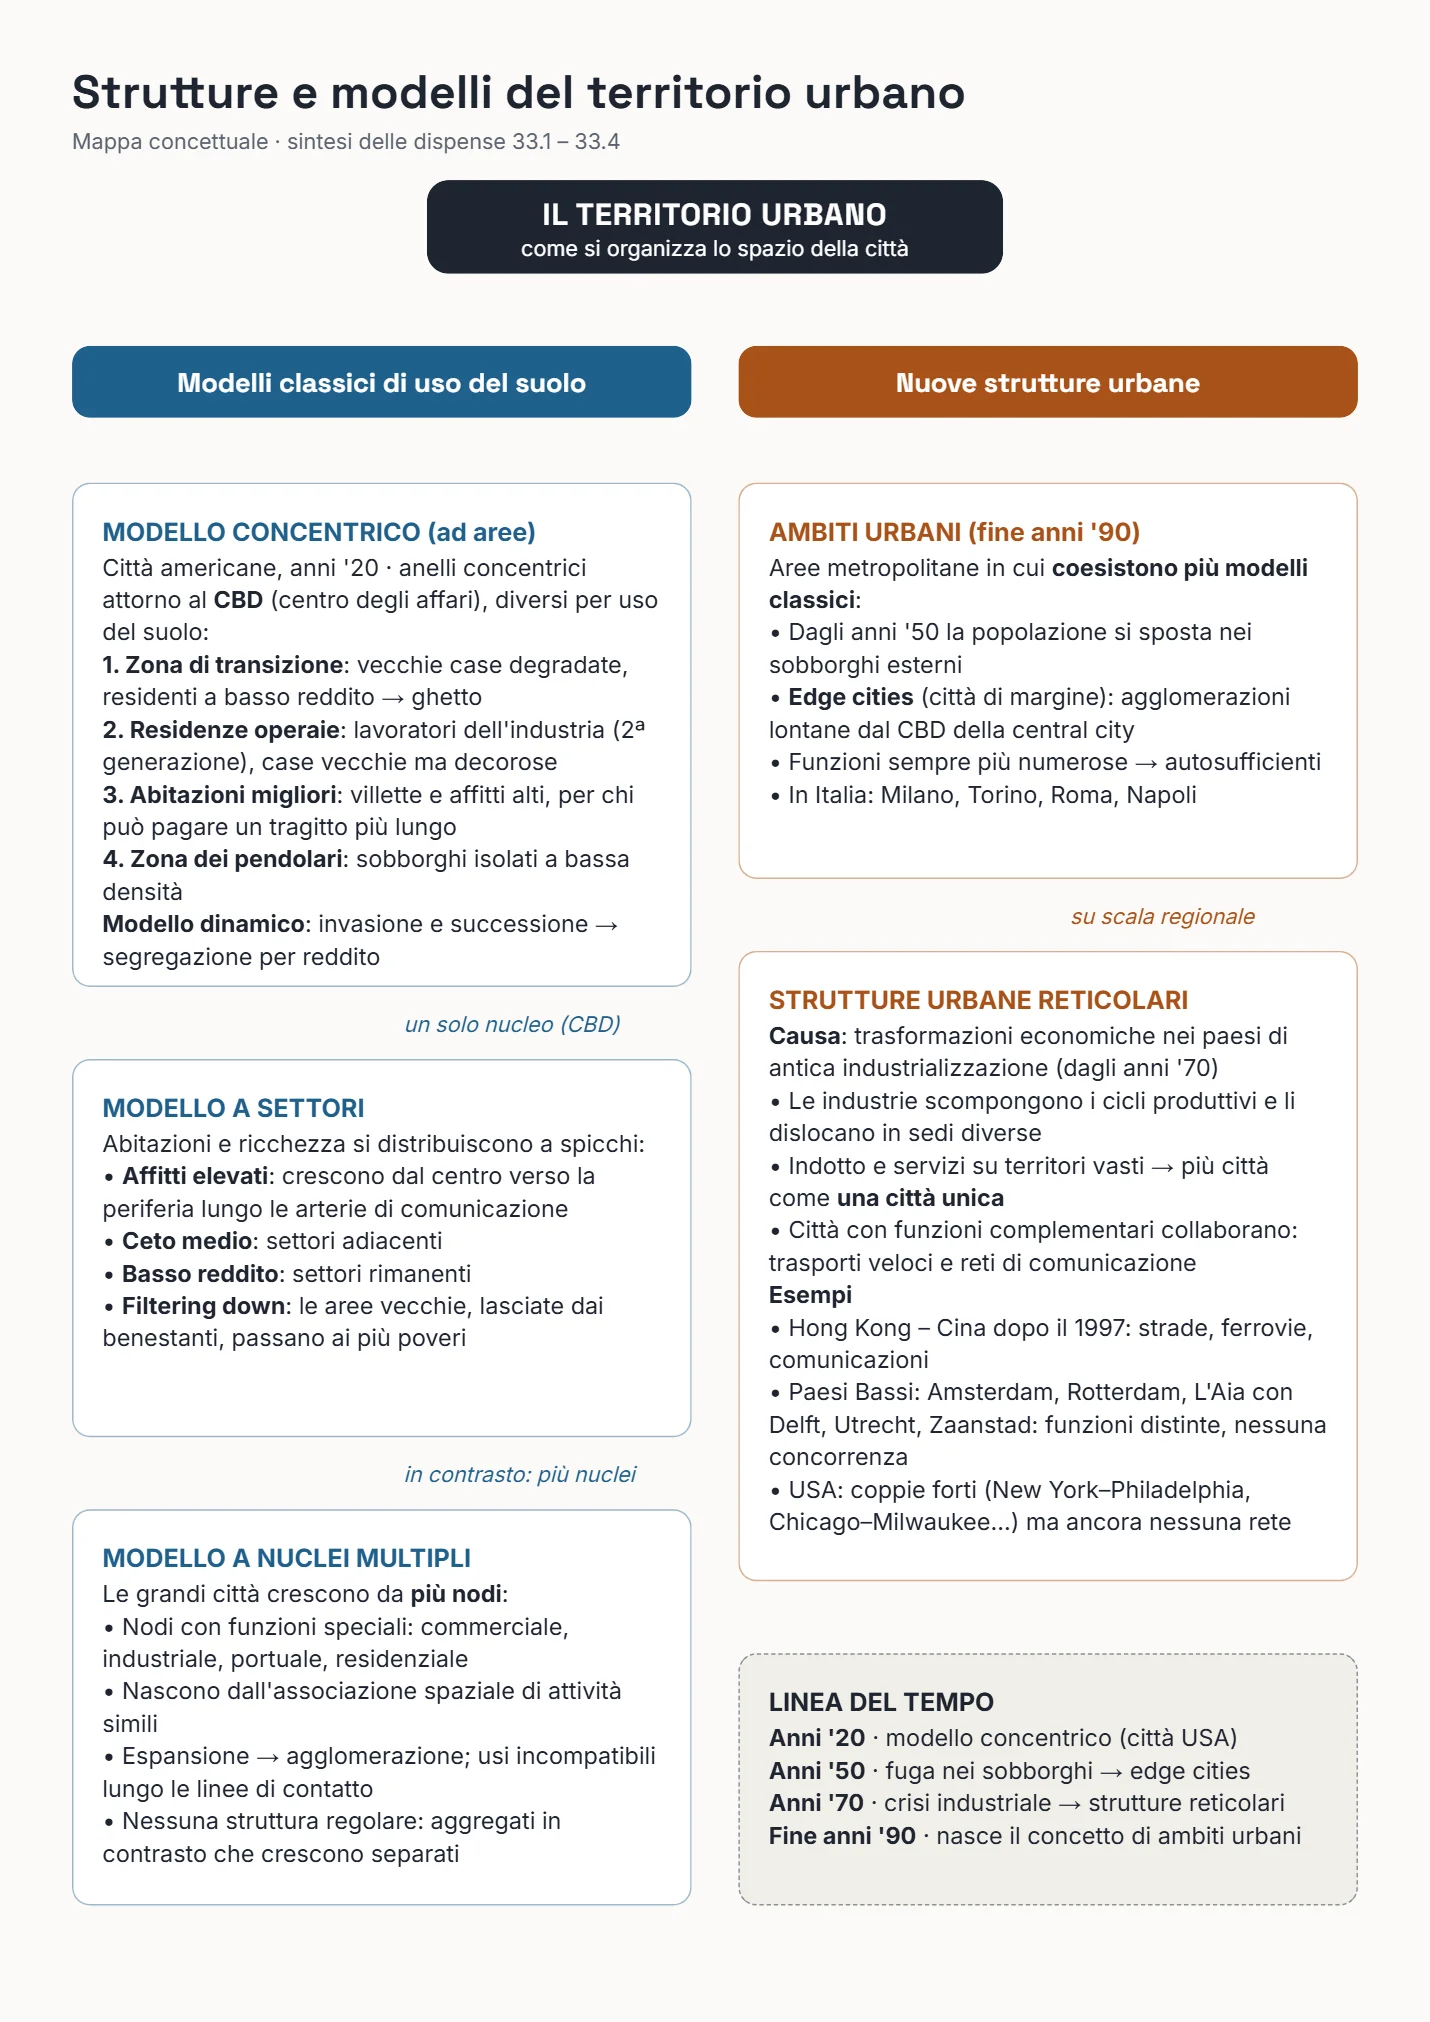 Strutture e modelli del territorio urbano
Mappa concettuale · sintesi delle dispense 33.1 – 33.4
IL TERRITORIO URBANO
come si organizza lo spazio della città
Modelli classici di uso del suolo
MODELLO CONCENTRICO (ad aree)
Città americane, anni '20 · anelli concentrici
attorno al CBD (centro degli affari), diversi per uso
del suolo:
1. Zona di transizione: vecchie case degradate,
residenti a basso reddito → ghetto
2. Residenze operaie: lavoratori dell'industria (2ª
generazione), case vecchie ma decorose
3. Abitazioni migliori: villette e affitti alti, per chi
può pagare un tragitto più lungo
4. Zona dei pendolari: sobborghi isolati a bassa
densità
Modello dinamico: invasione e successione →
segregazione per reddito
un solo nucleo (CBD)
MODELLO A SETTORI
Abitazioni e ricchezza si distribuiscono a spicchi:
• Affitti elevati: crescono dal centro verso la
periferia lungo le arterie di comunicazione
• Ceto medio: settori adiacenti
• Basso reddito: settori rimanenti
• Filtering down: le aree vecchie, lasciate dai
benestanti, passano ai più poveri
in contrasto: più nuclei
MODELLO A NUCLEI MULTIPLI
Le grandi città crescono da più nodi:
• Nodi con funzioni speciali: commerciale,
industriale, portuale, residenziale
• Nascono dall'associazione spaziale di attività
simili
• Espansione → agglomerazione; usi incompatibili
lungo le linee di contatto
• Nessuna struttura regolare: aggregati in
contrasto che crescono separati
Nuove strutture urbane
AMBITI URBANI (fine anni '90)
Aree metropolitane in cui coesistono più modelli
classici:
• Dagli anni '50 la popolazione si sposta nei
sobborghi esterni
• Edge cities (città di margine): agglomerazioni
lontane dal CBD della central city
• Funzioni sempre più numerose → autosufficienti
• In Italia: Milano, Torino, Roma, Napoli
su scala regionale
STRUTTURE URBANE RETICOLARI
Causa: trasformazioni economiche nei paesi di
antica industrializzazione (dagli anni '70)
• Le industrie scompongono i cicli produttivi e li
dislocano in sedi diverse
• Indotto e servizi su territori vasti → più città
come una città unica
• Città con funzioni complementari collaborano:
trasporti veloci e reti di comunicazione
Esempi
• Hong Kong – Cina dopo il 1997: strade, ferrovie,
comunicazioni
• Paesi Bassi: Amsterdam, Rotterdam, L'Aia con
Delft, Utrecht, Zaanstad: funzioni distinte, nessuna
concorrenza
• USA: coppie forti (New York–Philadelphia,
Chicago–Milwaukee...) ma ancora nessuna rete
LINEA DEL TEMPO
Anni '20 · modello concentrico (città USA)
Anni '50 · fuga nei sobborghi → edge cities
Anni '70 · crisi industriale → strutture reticolari
Fine anni '90 · nasce il concetto di ambiti urbani